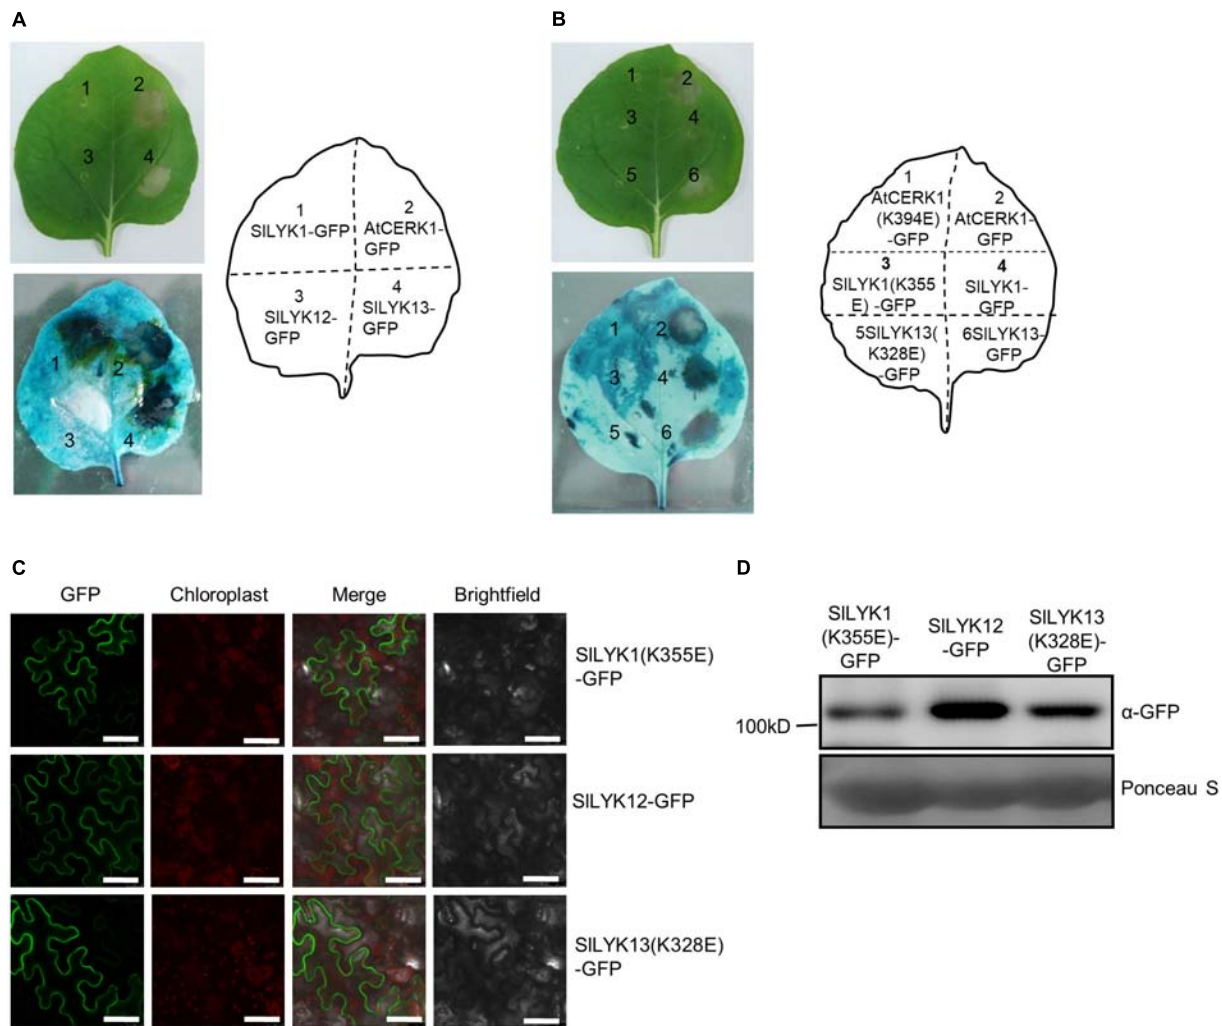 A
B
1 2
3 4
1 2
3 4
5 6
1
SlLYK1-GFP
2
AtCERK1-
GFP
3
SlLYK12-
GFP
4
SlLYK13-
GFP
1
AtCERK1
(K394E)
-GFP
2
AtCERK1-
GFP
3
SlLYK1(K355
E) -GFP
4
SlLYK1-
GFP
5SlLYK13(
K328E)
-GFP
6SlLYK13-
GFP
1 2
3 4
1 2
3 4
5 6
C
GFP Chloroplast Merge Brightfield
SlLYK1(K355E)
-GFP
SlLYK12-GFP
SlLYK13(K328E)
-GFP
D
SlLYK1
(K355E)-
GFP
SlLYK12
-GFP
SlLYK13
(K328E)-
GFP
100kD
α-GFP
Ponceau S